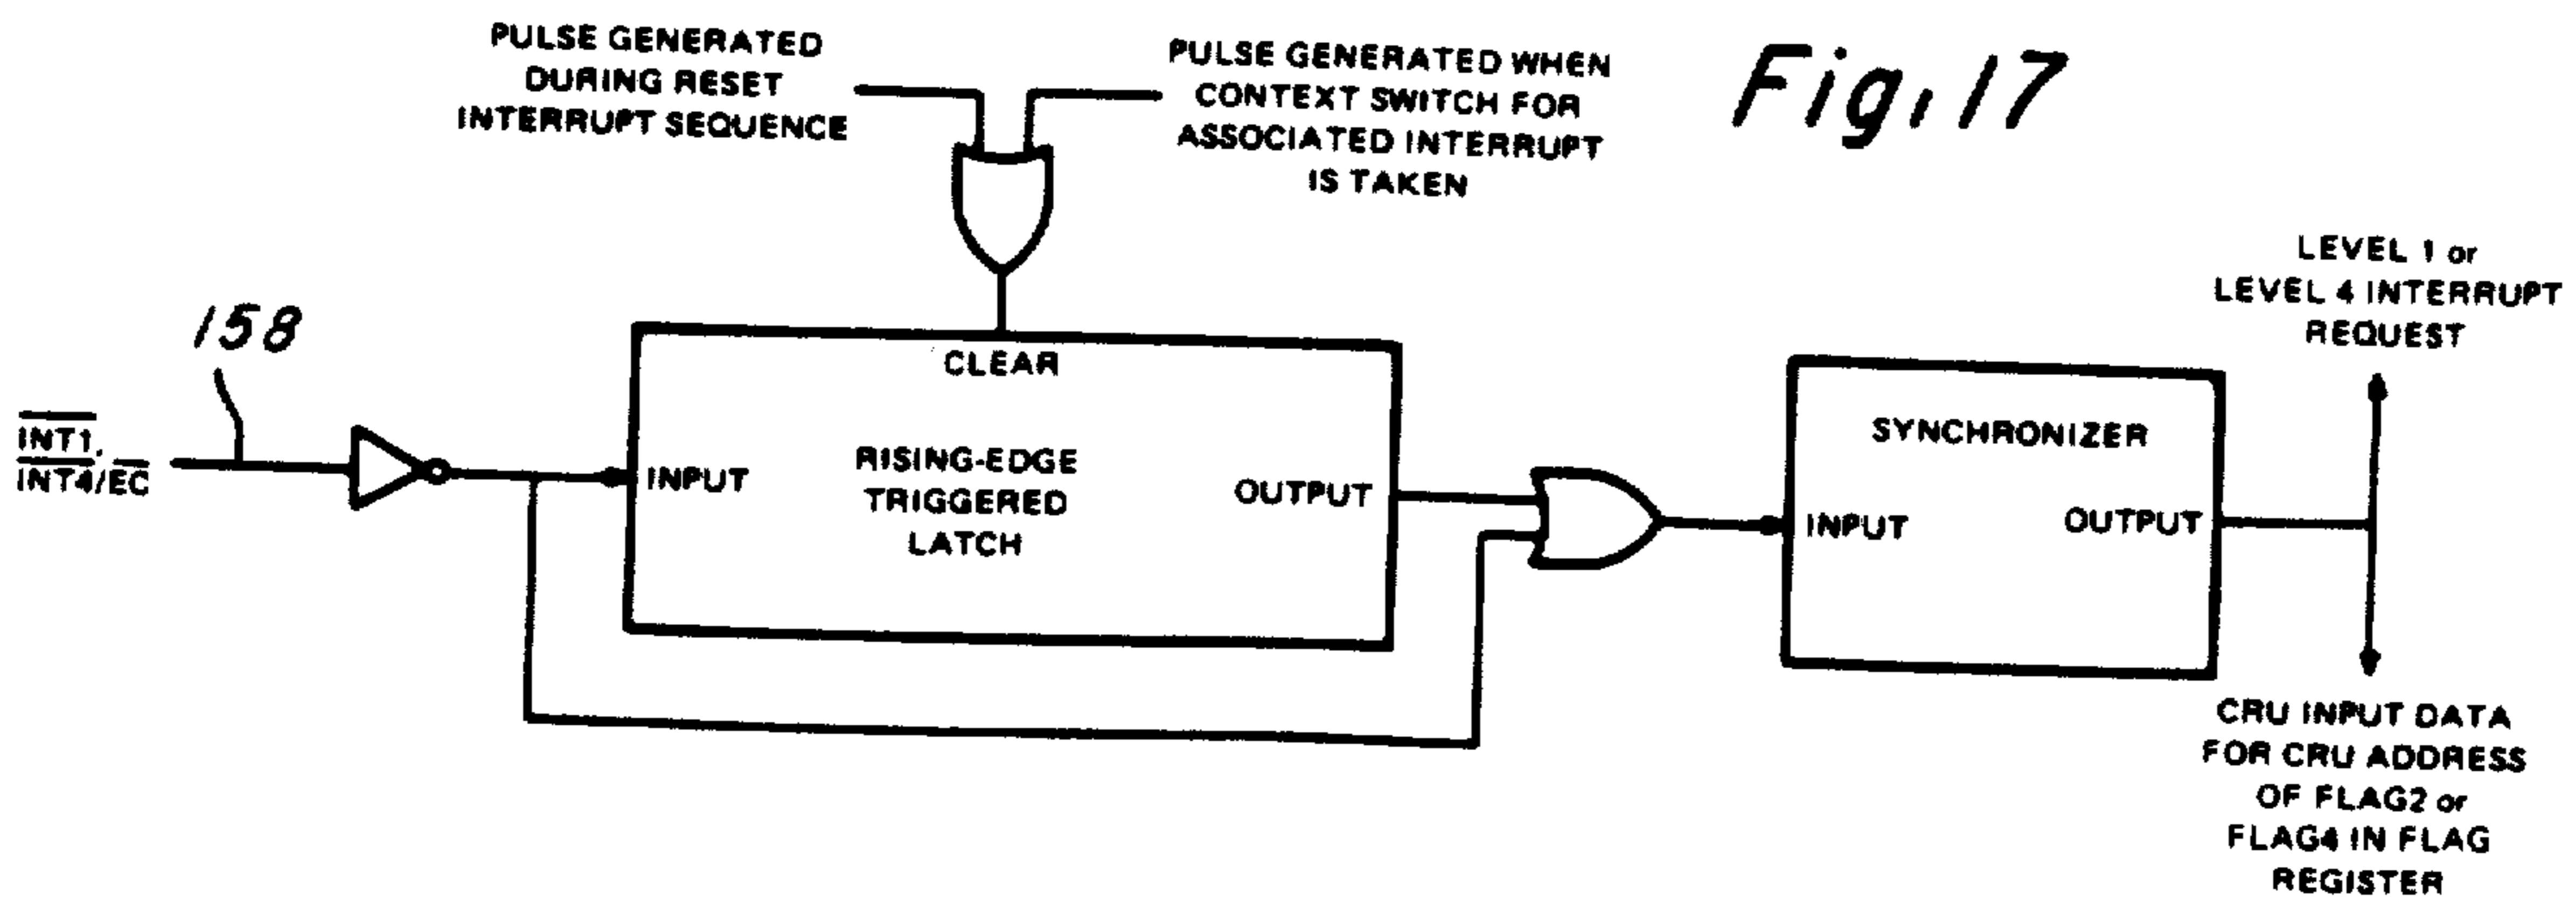 PULSE GENERATED
DURING RESET
INTERRUPT SEQUENCE
PULSE GENERATED WHEN
CONTEXT SWITCH FOR
ASSOCIATED INTERRUPT
IS TAKEN
Fig. 17
LEVEL 1 or
LEVEL 4 INTERRUPT
REQUEST
158
CLEAR
INT1,
INT4/EC
INPUT
RISING-EDGE
TRIGGERED
LATCH
OUTPUT
SYNCHRONIZER
INPUT
OUTPUT
CRU INPUT DATA
FOR CRU ADDRESS
OF FLAG2 or
FLAG4 IN FLAG
REGISTER